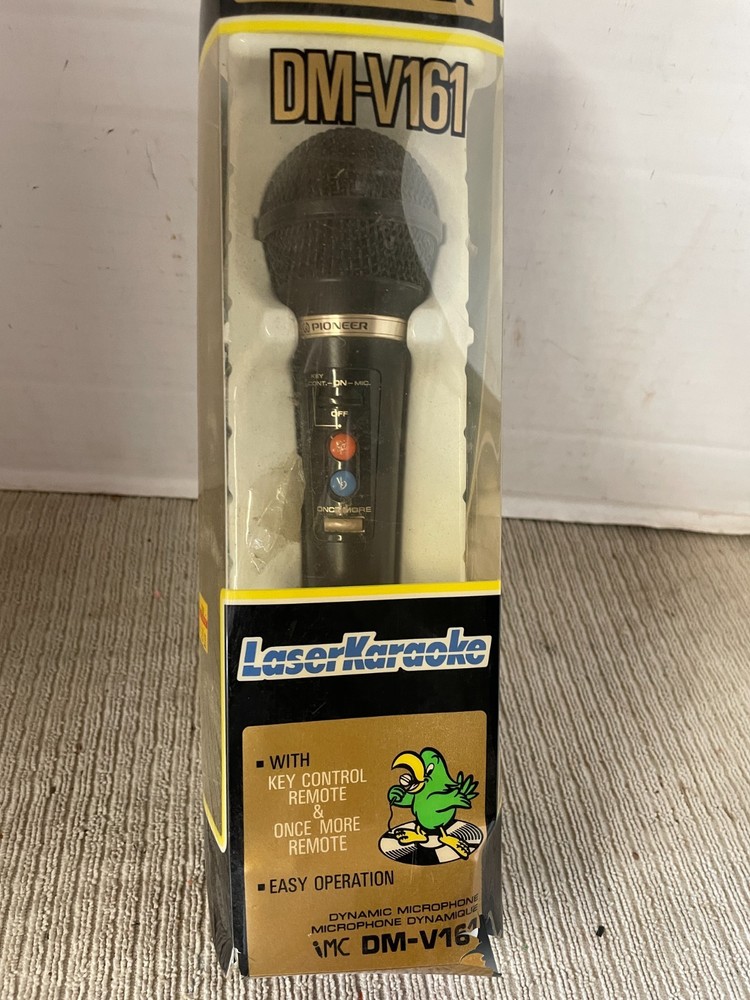 DM-V161
PIONEER
KEY
CONT.-ON-MIC.
OFF
ONCE MORE
LaserKaraoke
▪ WITH
KEY CONTROL
REMOTE
&
ONCE MORE
REMOTE
▪ EASY OPERATION
DYNAMIC MICROPHONE
MICROPHONE DYNAMIQUE
iMC DM-V161